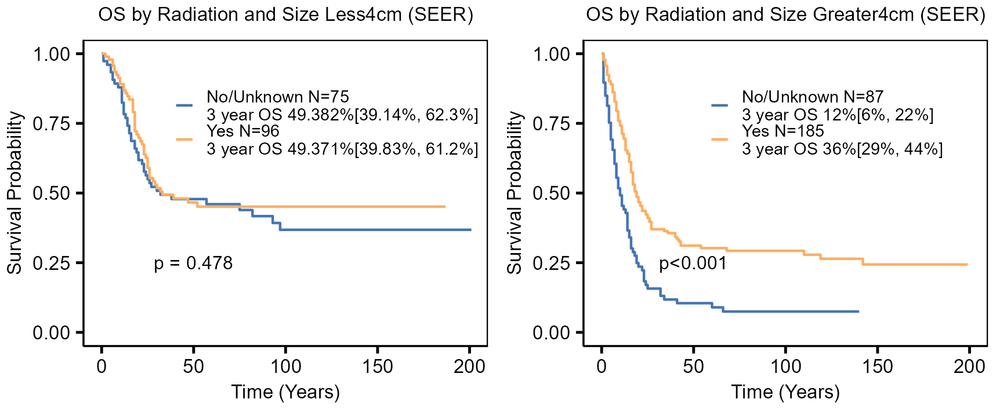 OS by Radiation and Size Less4cm (SEER)
Survival Probability
1.00
0.75
0.50
0.25
0.00
No/Unknown N=75
3 year OS 49.382%[39.14%, 62.3%]
Yes N=96
3 year OS 49.371%[39.83%, 61.2%]
p = 0.478
0 50 100 150 200
Time (Years)
OS by Radiation and Size Greater4cm (SEER)
Survival Probability
1.00
0.75
0.50
0.25
0.00
No/Unknown N=87
3 year OS 12%[6%, 22%]
Yes N=185
3 year OS 36%[29%, 44%]
p<0.001
0 50 100 150 200
Time (Years)